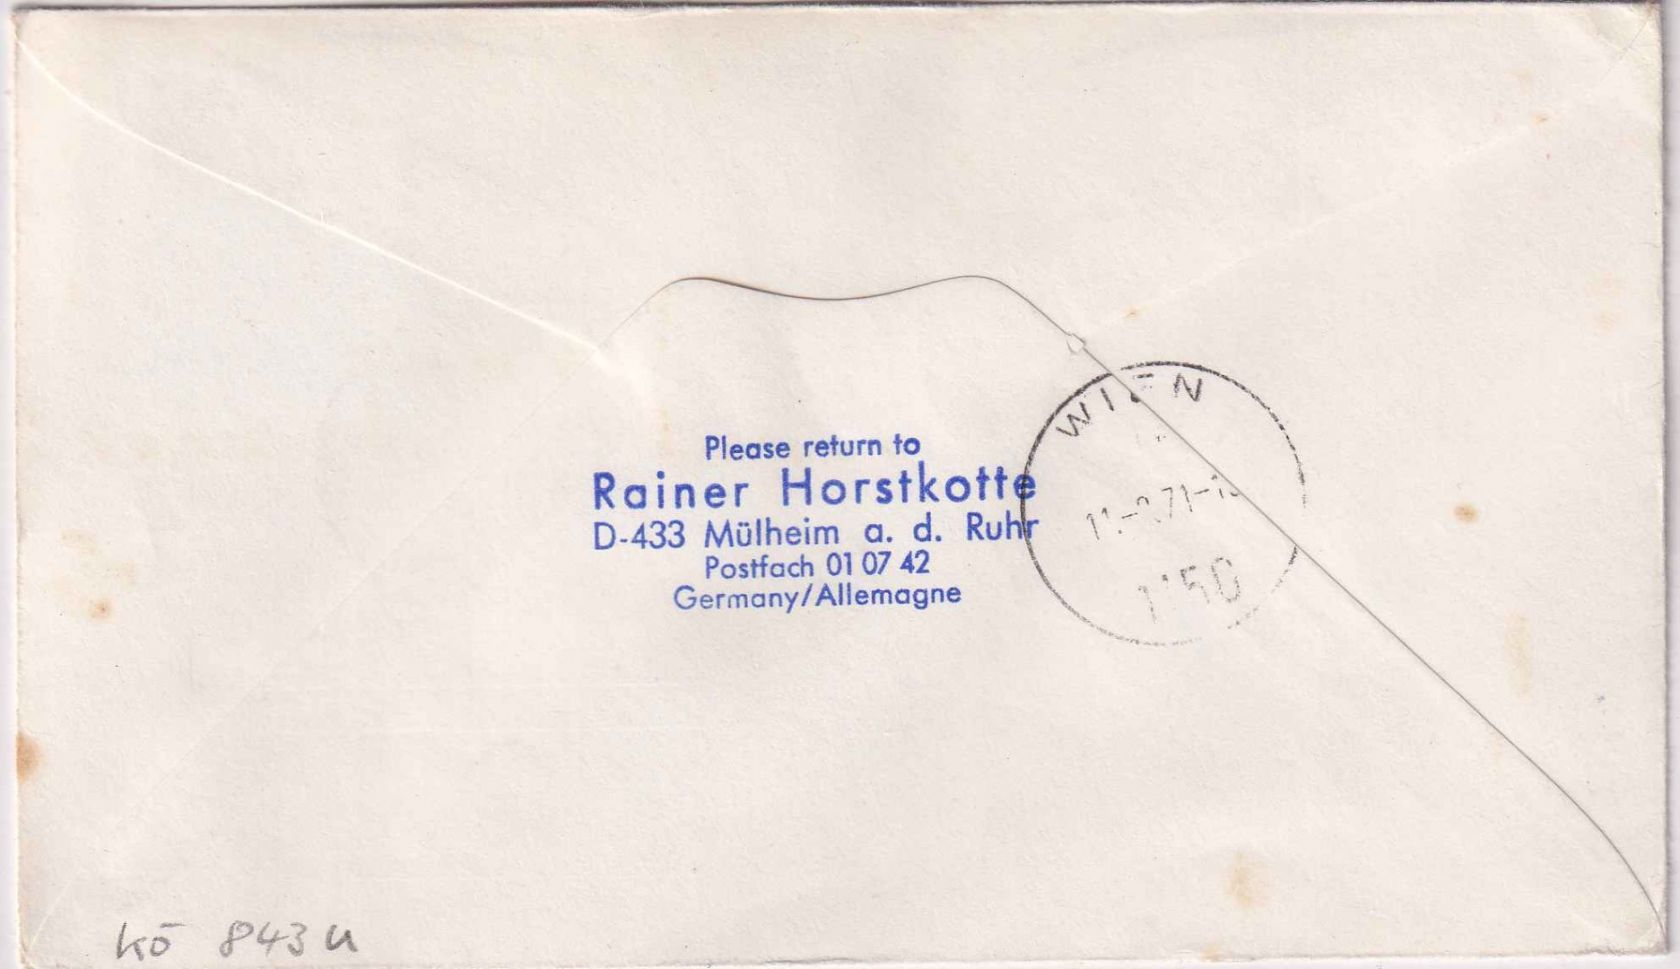 Please return to
Rainer Horstkotte
D-433 Mülheim a. d. Ruhr
Postfach 01 07 42
Germany/Allemagne
WIEN
1150
kö 843 u